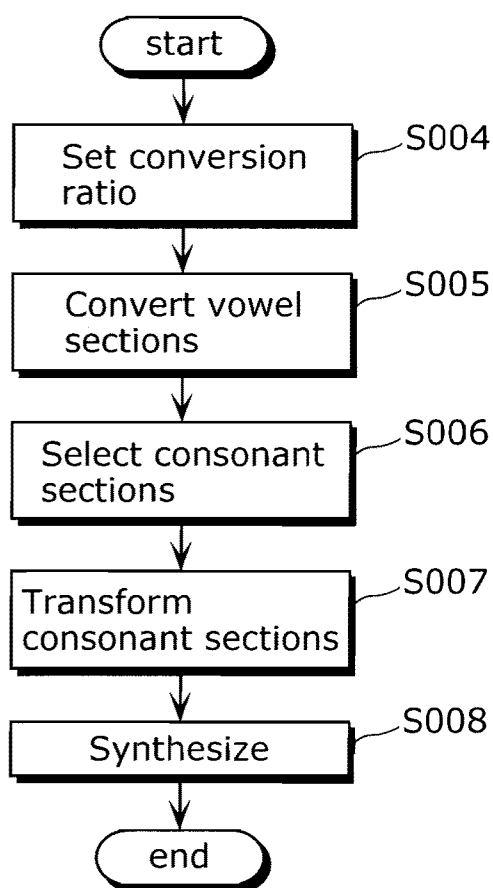 start
S004
Set conversion
ratio
S005
Convert vowel
sections
S006
Select consonant
sections
S007
Transform
consonant sections
S008
Synthesize
end